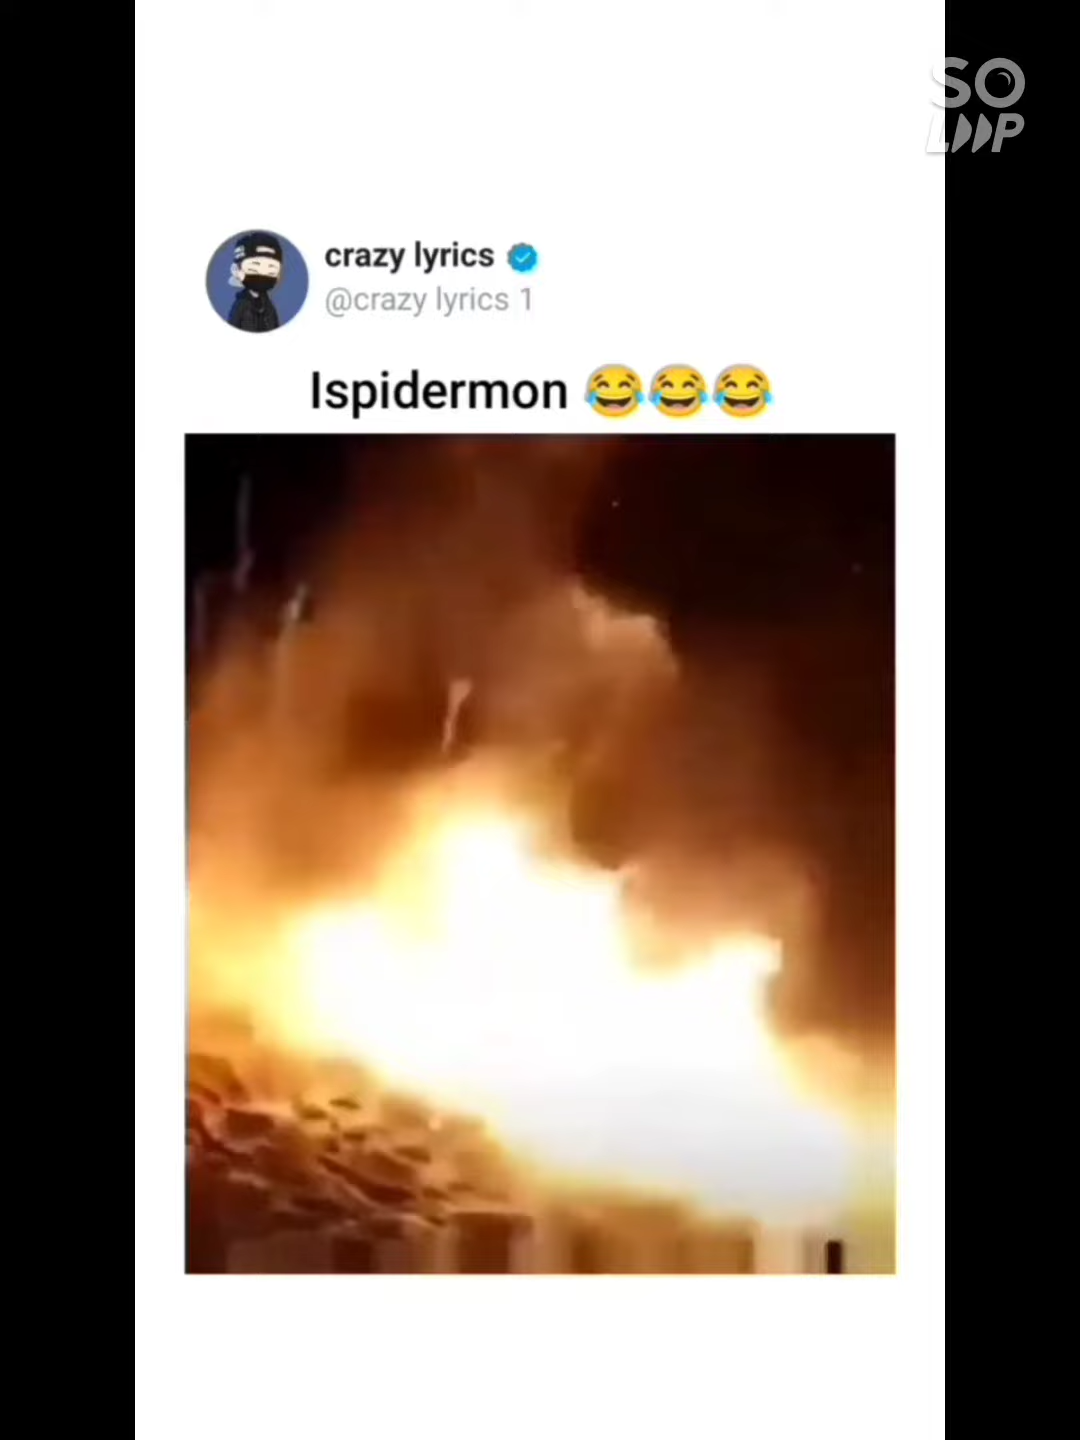 SO
LOOP
crazy lyrics
@crazy lyrics 1
Ispidermon 😂😂😂